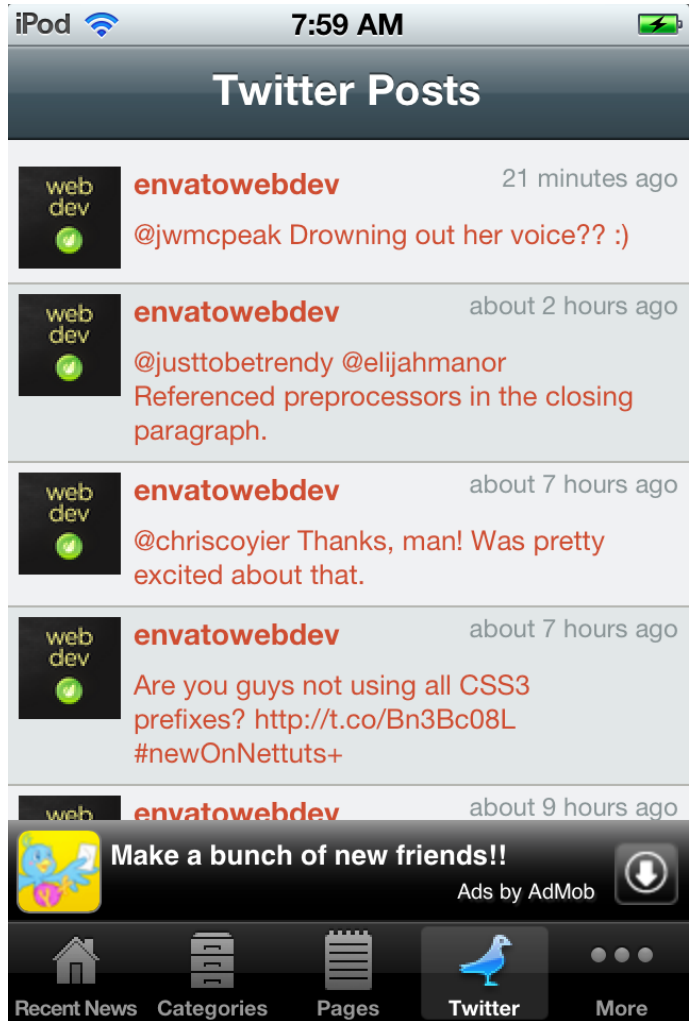 iPod 7:59 AM
Twitter Posts
web
dev
envatowebdev 21 minutes ago
@jwmcpeak Drowning out her voice?? :)
web
dev
envatowebdev about 2 hours ago
@justtobetrendy @elijahmanor
Referenced preprocessors in the closing
paragraph.
web
dev
envatowebdev about 7 hours ago
@chriscoyier Thanks, man! Was pretty
excited about that.
web
dev
envatowebdev about 7 hours ago
Are you guys not using all CSS3
prefixes? http://t.co/Bn3Bc08L
#newOnNettuts+
web
envatowebdev about 9 hours ago
Make a bunch of new friends!!
Ads by AdMob
Recent News Categories Pages Twitter More